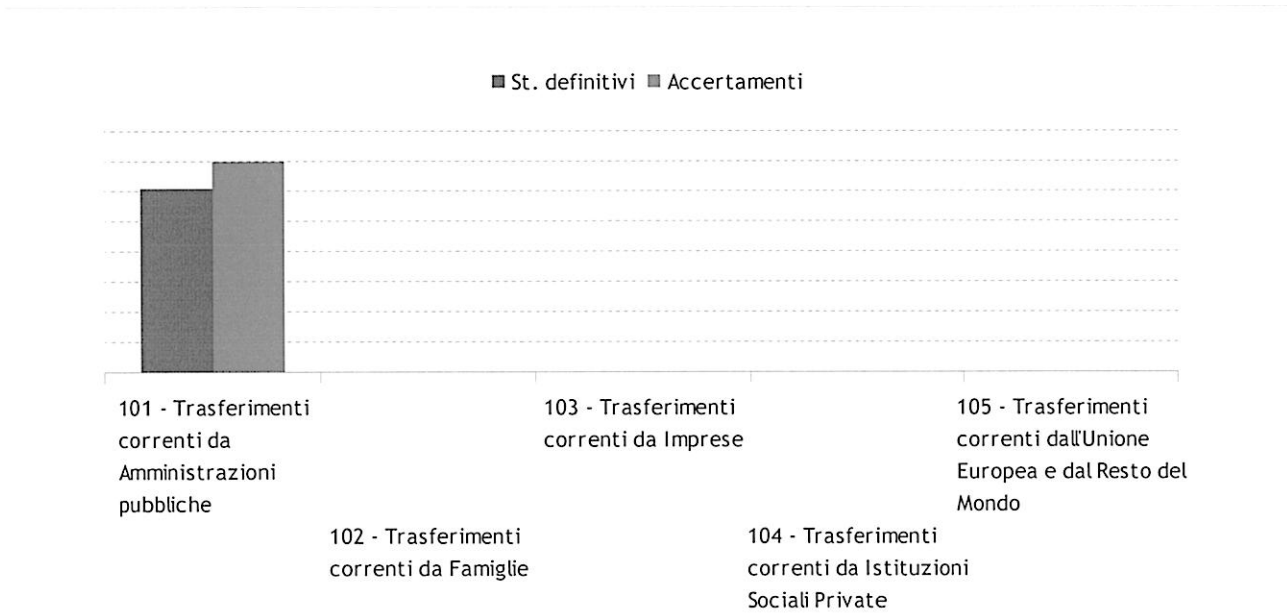 St. definitivi Accertamenti
101 - Trasferimenti
correnti da
Amministrazioni
pubbliche
102 - Trasferimenti
correnti da Famiglie
103 - Trasferimenti
correnti da Imprese
104 - Trasferimenti
correnti da Istituzioni
Sociali Private
105 - Trasferimenti
correnti dall'Unione
Europea e dal Resto del
Mondo